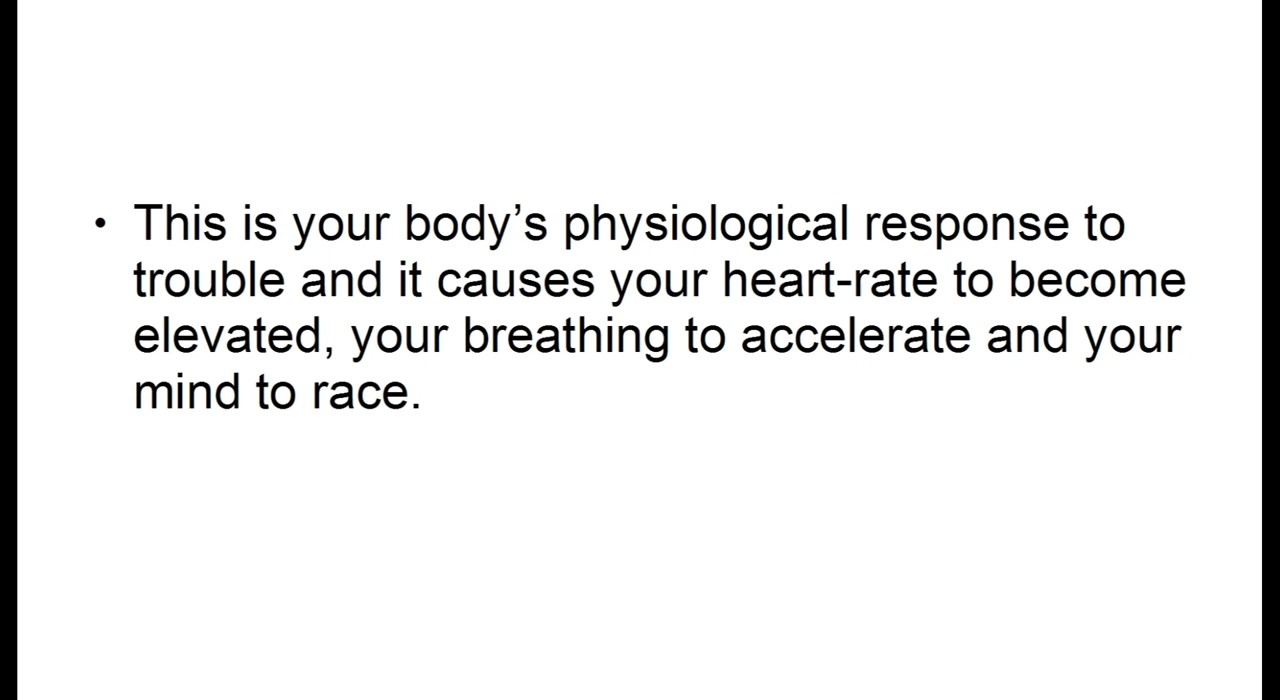 • This is your body’s physiological response to
trouble and it causes your heart-rate to become
elevated, your breathing to accelerate and your
mind to race.